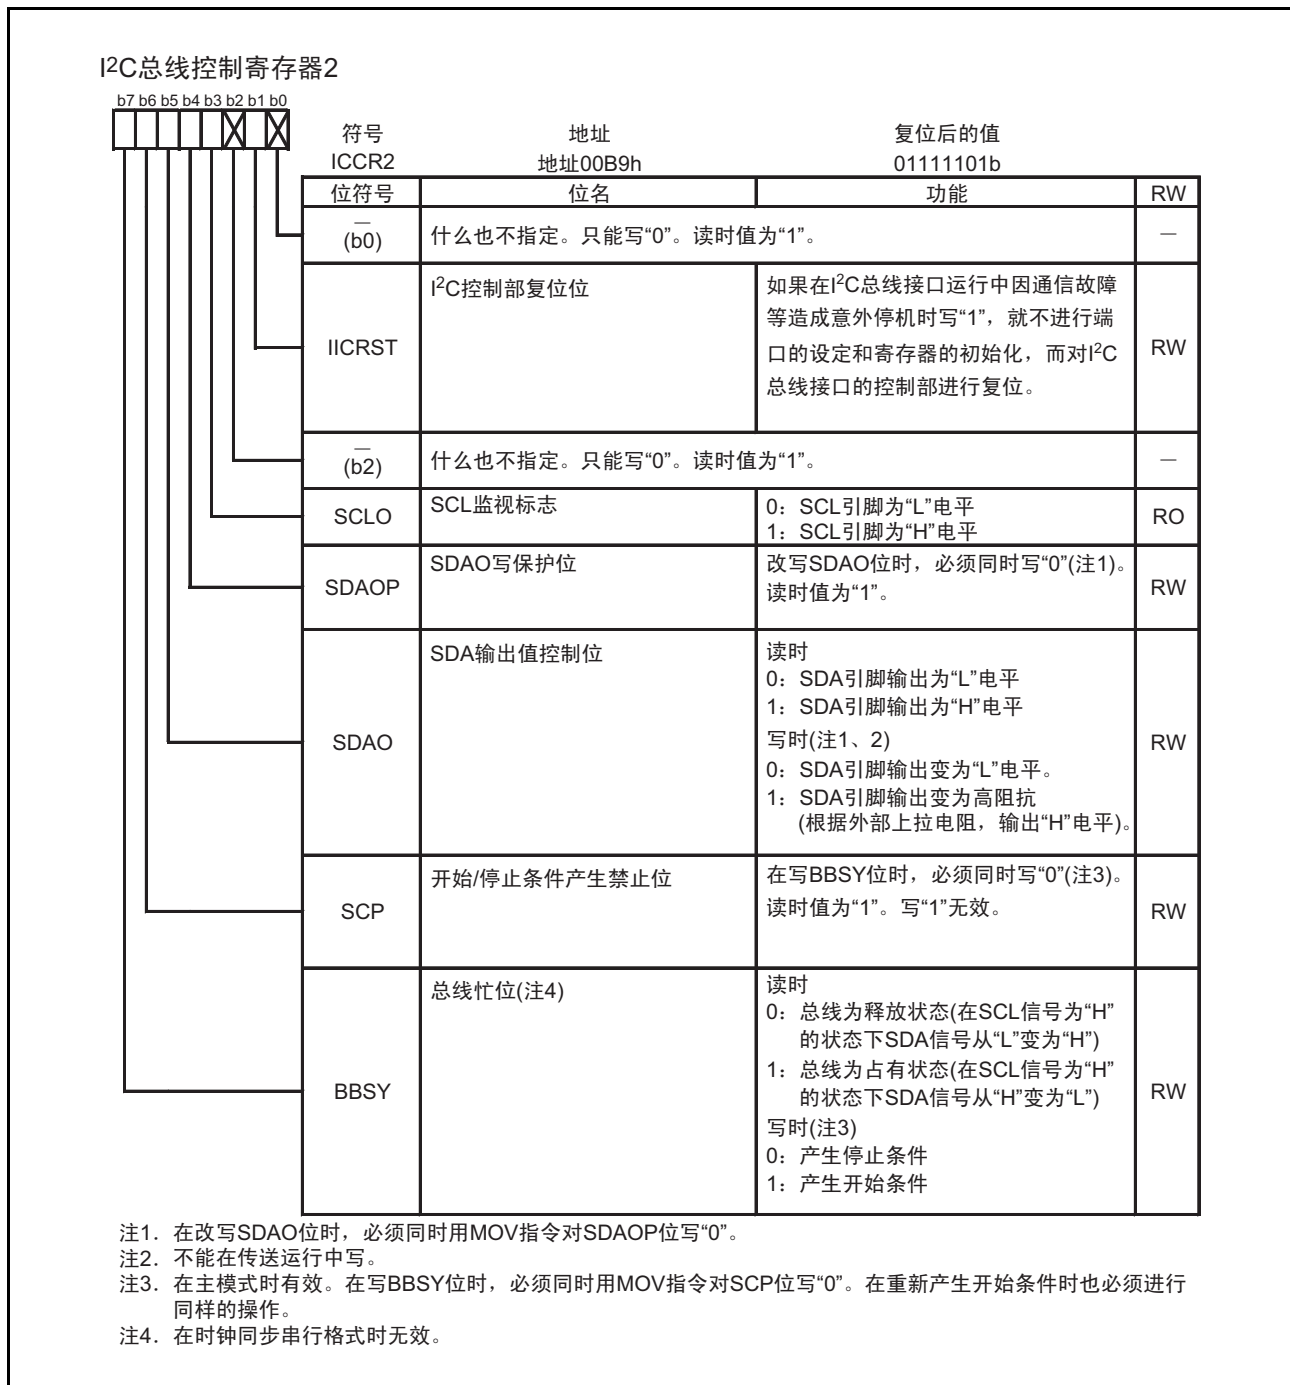 I²C总线控制寄存器2
b7 b6 b5 b4 b3 b2 b1 b0
符号 地址 复位后的值
ICCR2 地址00B9h 01111101b
位符号 位名 功能 RW
—
(b0) 什么也不指定。只能写“0”。读时值为“1”。 —
IICRST I²C控制部复位位 如果在I²C总线接口运行中因通信故障
等造成意外停机时写“1”，就不进行端
口的设定和寄存器的初始化，而对I²C
总线接口的控制部进行复位。
RW
—
(b2) 什么也不指定。只能写“0”。读时值为“1”。 —
SCLO SCL监视标志 0：SCL引脚为“L”电平
1：SCL引脚为“H”电平
RO
SDAOP SDAO写保护位 改写SDAO位时，必须同时写“0”(注1)。
读时值为“1”。
RW
SDAO SDA输出值控制位 读时
0：SDA引脚输出为“L”电平
1：SDA引脚输出为“H”电平
写时(注1、2)
0：SDA引脚输出变为“L”电平。
1：SDA引脚输出变为高阻抗
(根据外部上拉电阻，输出“H”电平)。
RW
SCP 开始/停止条件产生禁止位 在写BBSY位时，必须同时写“0”(注3)。
读时值为“1”。写“1”无效。
RW
BBSY 总线忙位(注4) 读时
0：总线为释放状态(在SCL信号为“H”
的状态下SDA信号从“L”变为“H”)
1：总线为占有状态(在SCL信号为“H”
的状态下SDA信号从“H”变为“L”)
写时(注3)
0：产生停止条件
1：产生开始条件
RW
注1．在改写SDAO位时，必须同时用MOV指令对SDAOP位写“0”。
注2．不能在传送运行中写。
注3．在主模式时有效。在写BBSY位时，必须同时用MOV指令对SCP位写“0”。在重新产生开始条件时也必须进行
同样的操作。
注4．在时钟同步串行格式时无效。